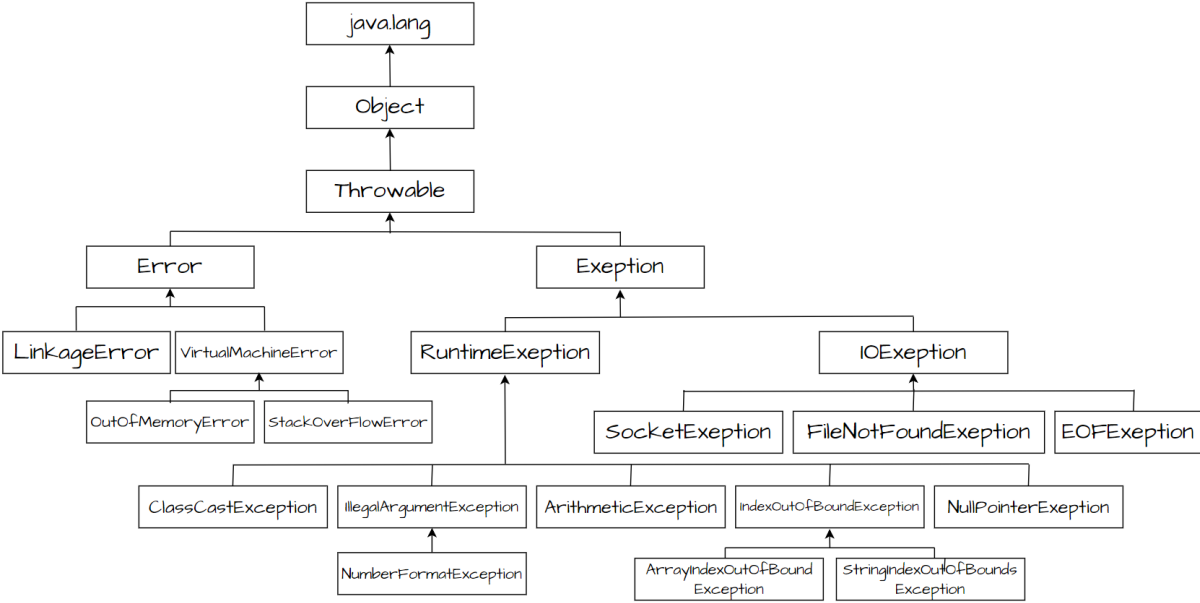 java.lang
Object
Throwable
Error
Exeption
LinkageError
VirtualMachineError
RuntimeExeption
IOExeption
OutOfMemoryError
StackOverFlowError
SocketExeption
FileNotFoundExeption
EOFExeption
ClassCastException
IllegalArgumentException
ArithmeticException
IndexOutOfBoundException
NullPointerExeption
NumberFormatException
ArrayIndexOutOfBound
Exception
StringIndexOutOfBounds
Exception